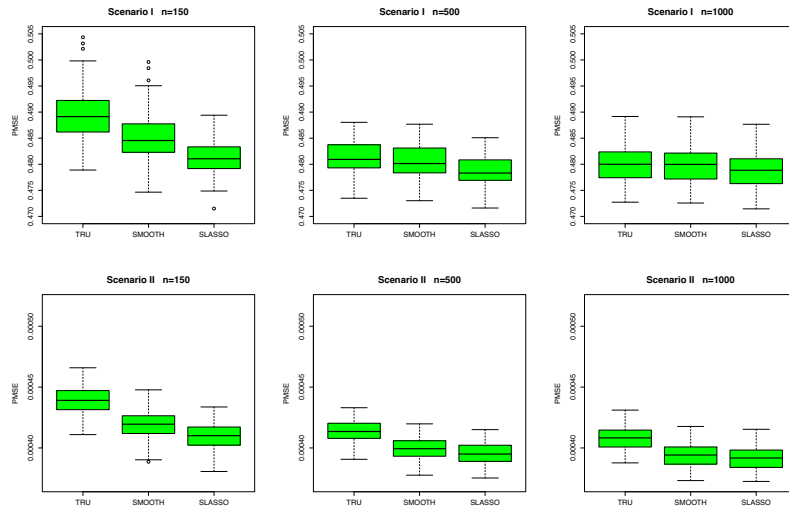 Scenario I n=150
PMSE
0.470 0.475 0.480 0.485 0.490 0.495 0.500 0.505
TRU SMOOTH SLASSO
Scenario I n=500
PMSE
0.470 0.475 0.480 0.485 0.490 0.495 0.500 0.505
TRU SMOOTH SLASSO
Scenario I n=1000
PMSE
0.470 0.475 0.480 0.485 0.490 0.495 0.500 0.505
TRU SMOOTH SLASSO
Scenario II n=150
PMSE
0.00040 0.00045 0.00050
TRU SMOOTH SLASSO
Scenario II n=500
PMSE
0.00040 0.00045 0.00050
TRU SMOOTH SLASSO
Scenario II n=1000
PMSE
0.00040 0.00045 0.00050
TRU SMOOTH SLASSO